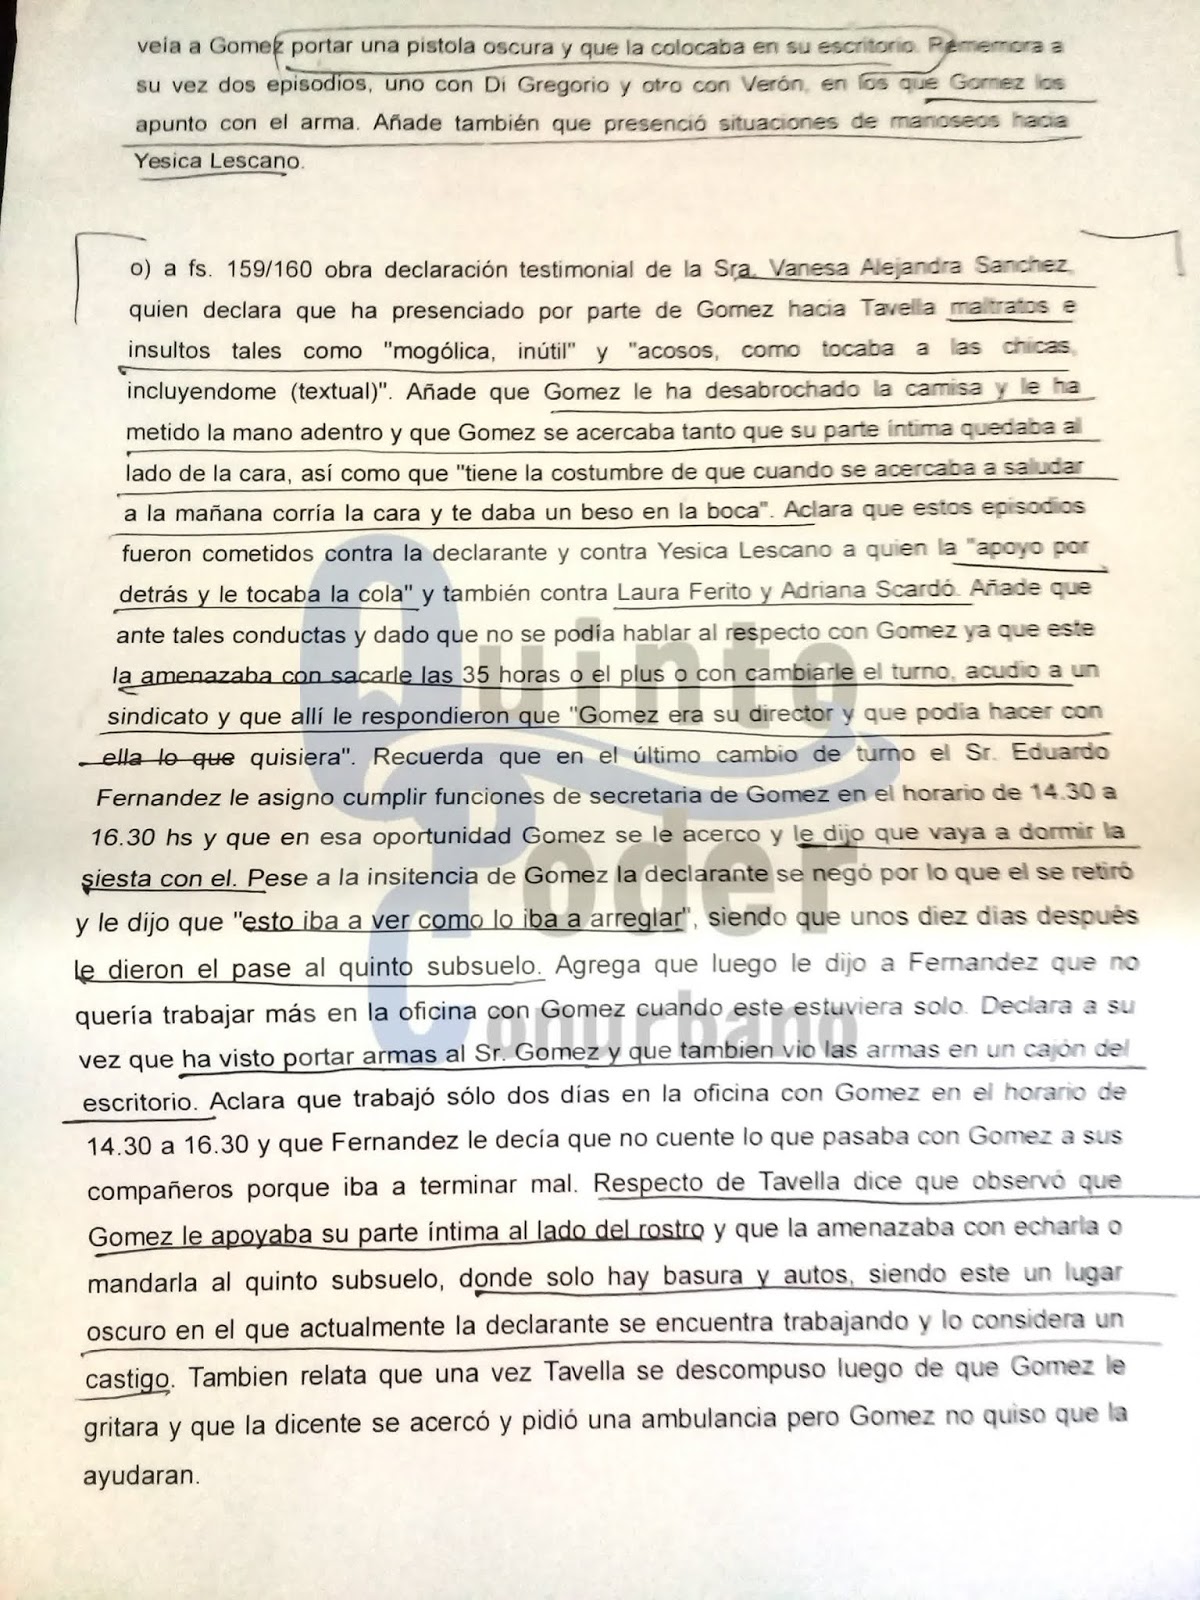 veía a Gomez portar una pistola oscura y que la colocaba en su escritorio. Rememora a
su vez dos episodios, uno con Di Gregorio y otro con Verón, en los que Gomez los
apunto con el arma. Añade también que presenció situaciones de manoseos hacia
Yesica Lescano.
o) a fs. 159/160 obra declaración testimonial de la Sra. Vanesa Alejandra Sanchez,
quien declara que ha presenciado por parte de Gomez hacia Tavella maltratos e
insultos tales como "mogólica, inútil" y "acosos, como tocaba a las chicas,
incluyendome (textual)". Añade que Gomez le ha desabrochado la camisa y le ha
metido la mano adentro y que Gomez se acercaba tanto que su parte íntima quedaba al
lado de la cara, así como que "tiene la costumbre de que cuando se acercaba a saludar
a la mañana corría la cara y te daba un beso en la boca". Aclara que estos episodios
fueron cometidos contra la declarante y contra Yesica Lescano a quien la "apoyo por
detrás y le tocaba la cola" y también contra Laura Ferito y Adriana Scardó. Añade que
ante tales conductas y dado que no se podía hablar al respecto con Gomez ya que este
la amenazaba con sacarle las 35 horas o el plus o con cambiarle el turno, acudio a un
sindicato y que allí le respondieron que "Gomez era su director y que podía hacer con
ella lo que quisiera". Recuerda que en el último cambio de turno el Sr. Eduardo
Fernandez le asigno cumplir funciones de secretaria de Gomez en el horario de 14.30 a
16.30 hs y que en esa oportunidad Gomez se le acerco y le dijo que vaya a dormir la
siesta con el. Pese a la insitencia de Gomez la declarante se negó por lo que el se retiró
y le dijo que "esto iba a ver como lo iba a arreglar", siendo que unos diez días después
le dieron el pase al quinto subsuelo. Agrega que luego le dijo a Fernandez que no
quería trabajar más en la oficina con Gomez cuando este estuviera solo. Declara a su
vez que ha visto portar armas al Sr. Gomez y que tambien vio las armas en un cajón del
escritorio. Aclara que trabajó sólo dos días en la oficina con Gomez en el horario de
14.30 a 16.30 y que Fernandez le decía que no cuente lo que pasaba con Gomez a sus
compañeros porque iba a terminar mal. Respecto de Tavella dice que observó que
Gomez le apoyaba su parte íntima al lado del rostro y que la amenazaba con echarla o
mandarla al quinto subsuelo, donde solo hay basura y autos, siendo este un lugar
oscuro en el que actualmente la declarante se encuentra trabajando y lo considera un
castigo. Tambien relata que una vez Tavella se descompuso luego de que Gomez le
gritara y que la dicente se acercó y pidió una ambulancia pero Gomez no quiso que la
ayudaran.
Quinto
Poder
Conurbano